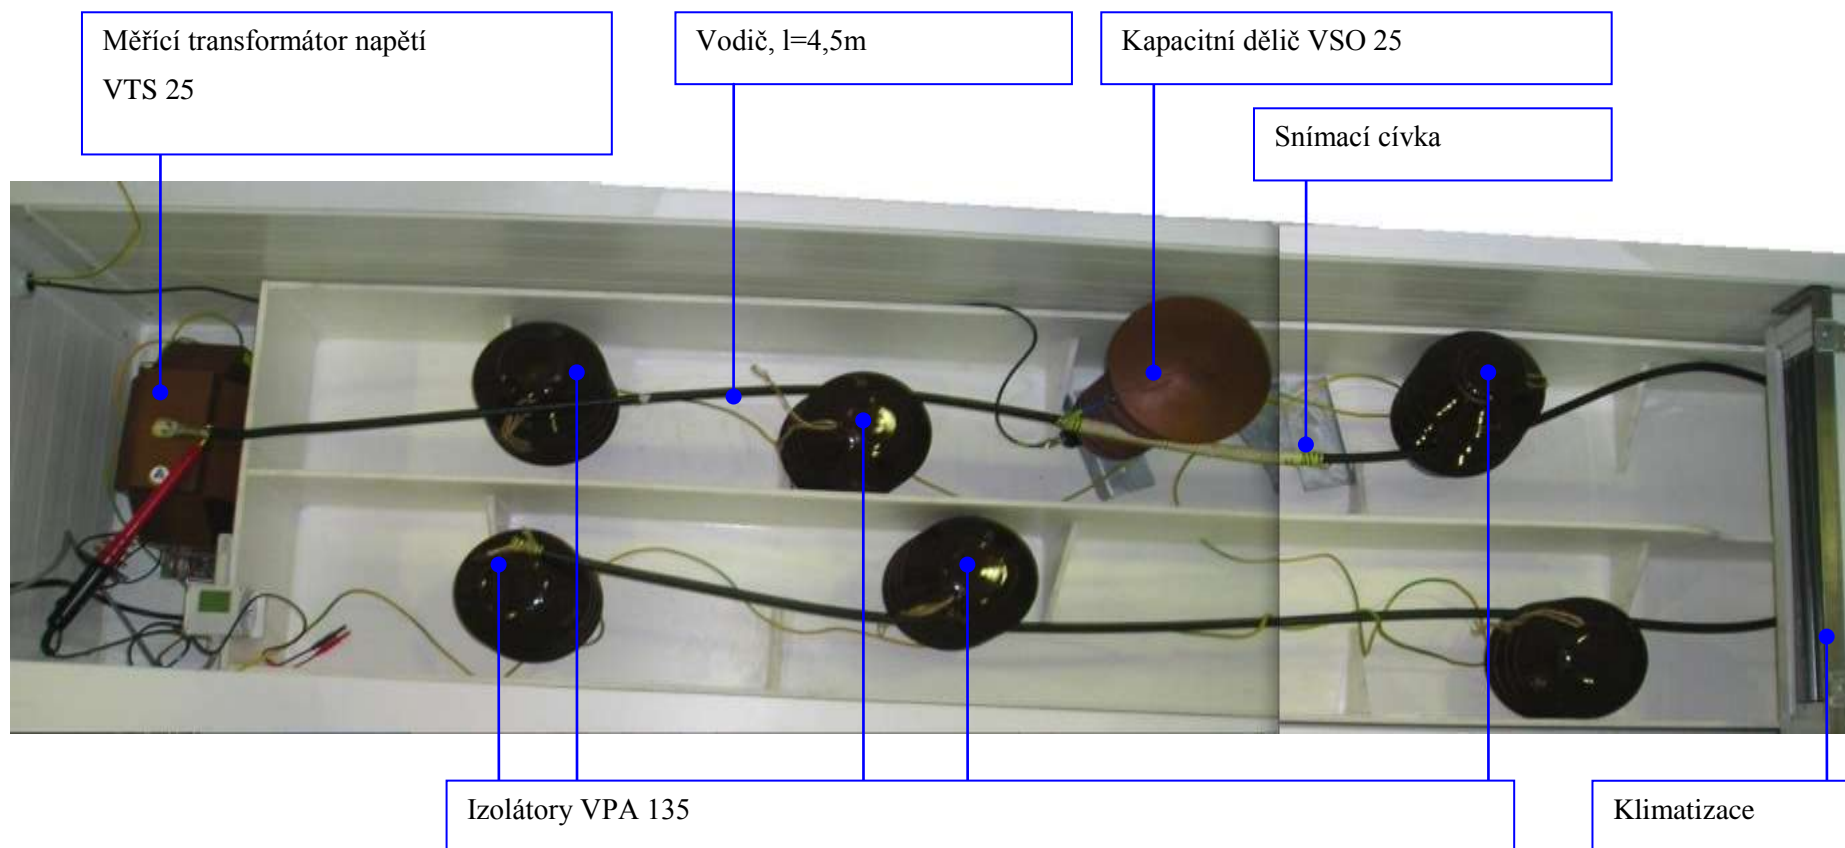 Měřící transformátor napětí
VTS 25
Vodič, l=4,5m
Kapacitní dělič VSO 25
Snímací cívka
Izolátory VPA 135
Klimatizace